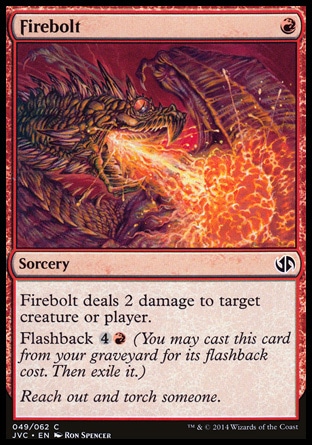 Firebolt
Sorcery
Firebolt deals 2 damage to target
creature or player.
Flashback 4 (You may cast this card
from your graveyard for its flashback
cost. Then exile it.)
Reach out and torch someone.
049/062 C
JVC • EN Ron Spencer
™ & © 2014 Wizards of the Coast